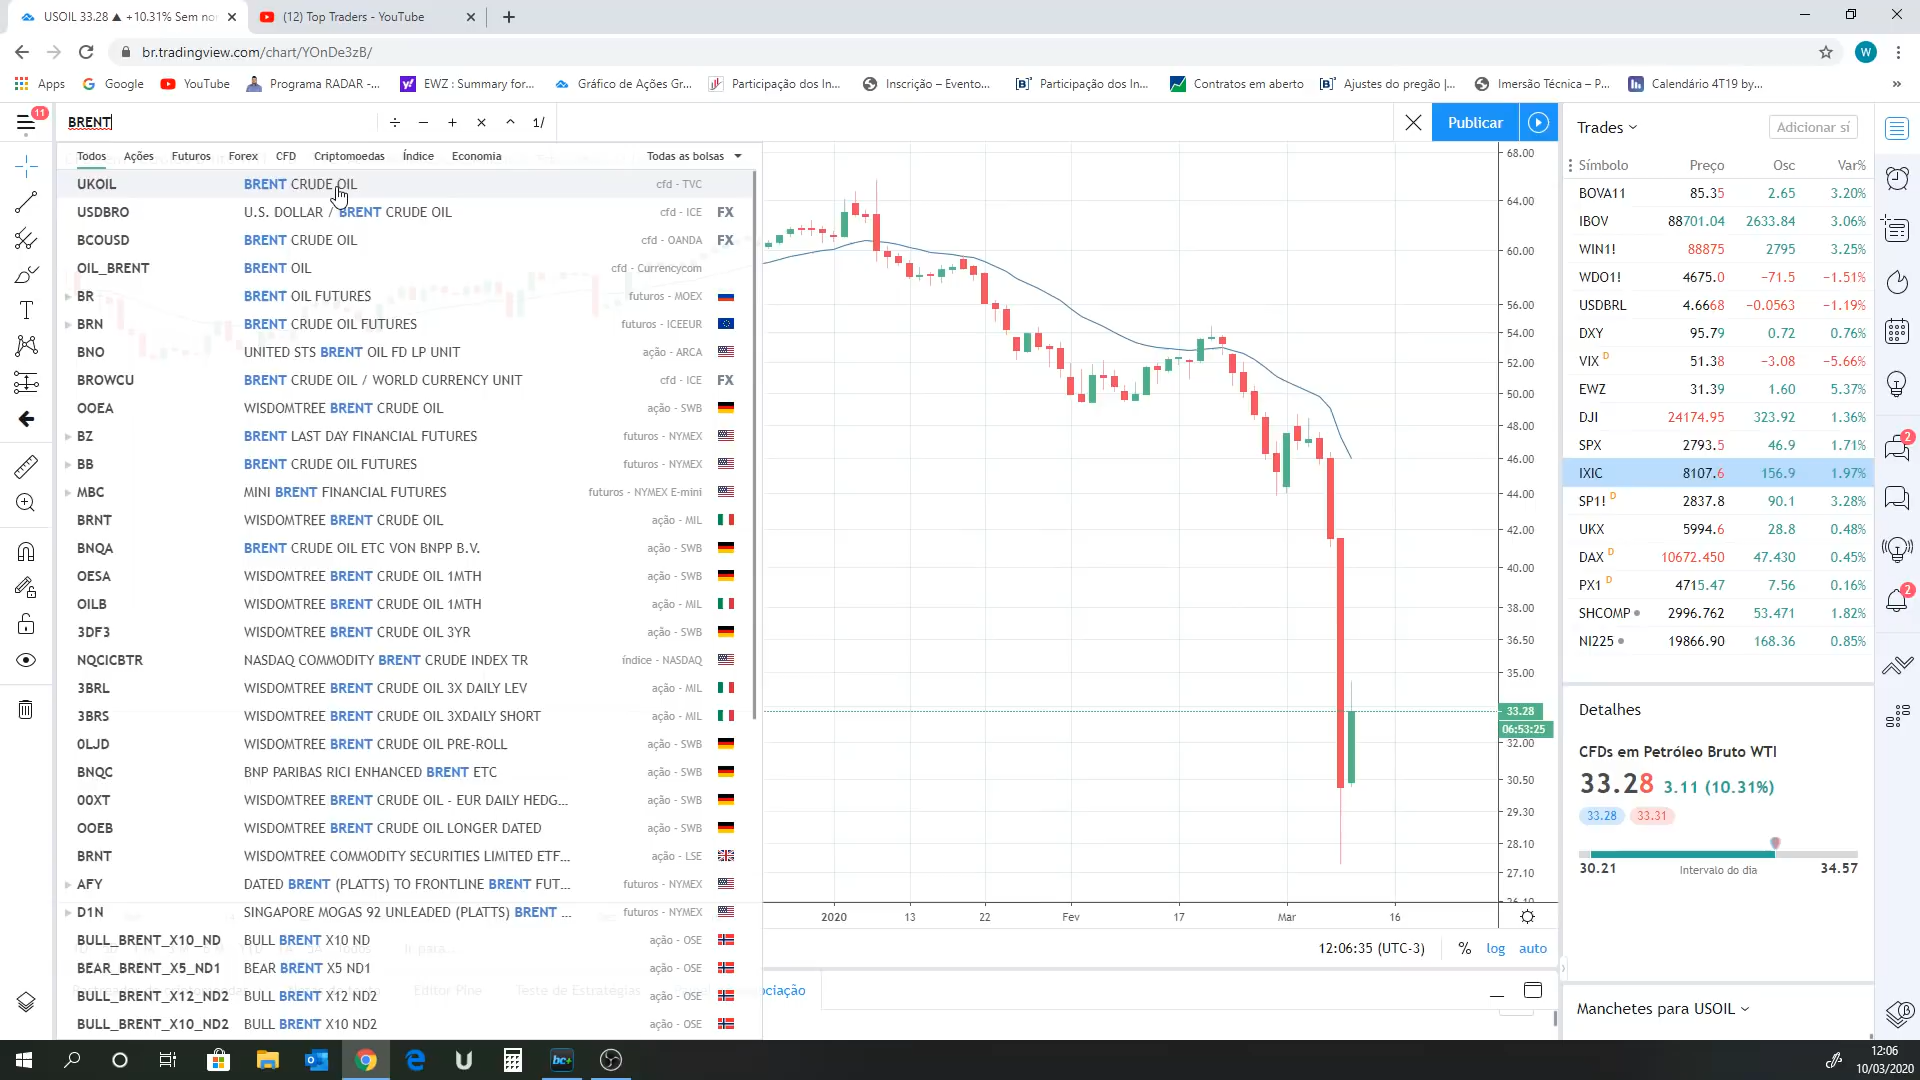 USOIL 33.28 ▲ +10.31% Sem no
(12) Top Traders - YouTube
br.tradingview.com/chart/YOnDe3zB/
W
Apps
Google
YouTube
Programa RADAR -...
EWZ : Summary for...
Gráfico de Ações Gr...
Participação dos In...
Inscrição – Evento...
Participação dos In...
Contratos em aberto
Ajustes do pregão |...
Imersão Técnica – P...
Calendário 4T19 by...
»
11
BRENT
÷ − + × ^ 1/
Publicar
Todos Ações Futuros Forex CFD Criptomoedas Índice Economia Todas as bolsas
UKOIL BRENT CRUDE OIL cfd - TVC
USDBRO U.S. DOLLAR / BRENT CRUDE OIL cfd - ICE FX
BCOUSD BRENT CRUDE OIL cfd - OANDA FX
OIL_BRENT BRENT OIL cfd - Currencycom
BR BRENT OIL FUTURES futuros - MOEX
BRN BRENT CRUDE OIL FUTURES futuros - ICEEUR
BNO UNITED STS BRENT OIL FD LP UNIT ação - ARCA
BROWCU BRENT CRUDE OIL / WORLD CURRENCY UNIT cfd - ICE FX
OOEA WISDOMTREE BRENT CRUDE OIL ação - SWB
BZ BRENT LAST DAY FINANCIAL FUTURES futuros - NYMEX
BB BRENT CRUDE OIL FUTURES futuros - NYMEX
MBC MINI BRENT FINANCIAL FUTURES futuros - NYMEX E-mini
BRNT WISDOMTREE BRENT CRUDE OIL ação - MIL
BNQA BRENT CRUDE OIL ETC VON BNPP B.V. ação - SWB
OESA WISDOMTREE BRENT CRUDE OIL 1MTH ação - SWB
OILB WISDOMTREE BRENT CRUDE OIL 1MTH ação - MIL
3DF3 WISDOMTREE BRENT CRUDE OIL 3YR ação - SWB
NQCICBTR NASDAQ COMMODITY BRENT CRUDE INDEX TR índice - NASDAQ
3BRL WISDOMTREE BRENT CRUDE OIL 3X DAILY LEV ação - MIL
3BRS WISDOMTREE BRENT CRUDE OIL 3XDAILY SHORT ação - MIL
0LJD WISDOMTREE BRENT CRUDE OIL PRE-ROLL ação - SWB
BNQC BNP PARIBAS RICI ENHANCED BRENT ETC ação - SWB
00XT WISDOMTREE BRENT CRUDE OIL - EUR DAILY HEDG... ação - SWB
OOEB WISDOMTREE BRENT CRUDE OIL LONGER DATED ação - SWB
BRNT WISDOMTREE COMMODITY SECURITIES LIMITED ETF... ação - LSE
AFY DATED BRENT (PLATTS) TO FRONTLINE BRENT FUT... futuros - NYMEX
D1N SINGAPORE MOGAS 92 UNLEADED (PLATTS) BRENT ... futuros - NYMEX
BULL_BRENT_X10_ND BULL BRENT X10 ND ação - OSE
Ir para...
BEAR_BRENT_X5_ND1 BEAR BRENT X5 ND1 ação - OSE
BULL_BRENT_X12_ND2 BULL BRENT X12 ND2 ação - OSE
Editor Pine Teste de Estratégias ociação
BULL_BRENT_X10_ND2 BULL BRENT X10 ND2 ação - OSE
68.00
64.00
60.00
56.00
54.00
52.00
50.00
48.00
46.00
44.00
42.00
40.00
38.00
36.50
35.00
33.28
06:53:25
32.00
30.50
29.30
28.10
27.10
26.10
2020 13 22 Fev 17 Mar 16
12:06:35 (UTC-3) % log auto
Trades Adicionar sí
Símbolo Preço Osc Var%
BOVA11 85.35 2.65 3.20%
IBOV 88701.04 2633.84 3.06%
WIN1! 88875 2795 3.25%
WDO1! 4675.0 −71.5 −1.51%
USDBRL 4.6668 −0.0563 −1.19%
DXY 95.79 0.72 0.76%
VIX D 51.38 −3.08 −5.66%
EWZ 31.39 1.60 5.37%
DJI 24174.95 323.92 1.36%
SPX 2793.5 46.9 1.71%
IXIC 8107.6 156.9 1.97%
SP1! D 2837.8 90.1 3.28%
UKX 5994.6 28.8 0.48%
DAX D 10672.450 47.430 0.45%
PX1 D 4715.47 7.56 0.16%
SHCOMP 2996.762 53.471 1.82%
NI225 19866.90 168.36 0.85%
Detalhes
CFDs em Petróleo Bruto WTI
33.28 3.11 (10.31%)
33.28 33.31
30.21 Intervalo do dia 34.57
Manchetes para USOIL
2
2
bc+
12:06
10/03/2020